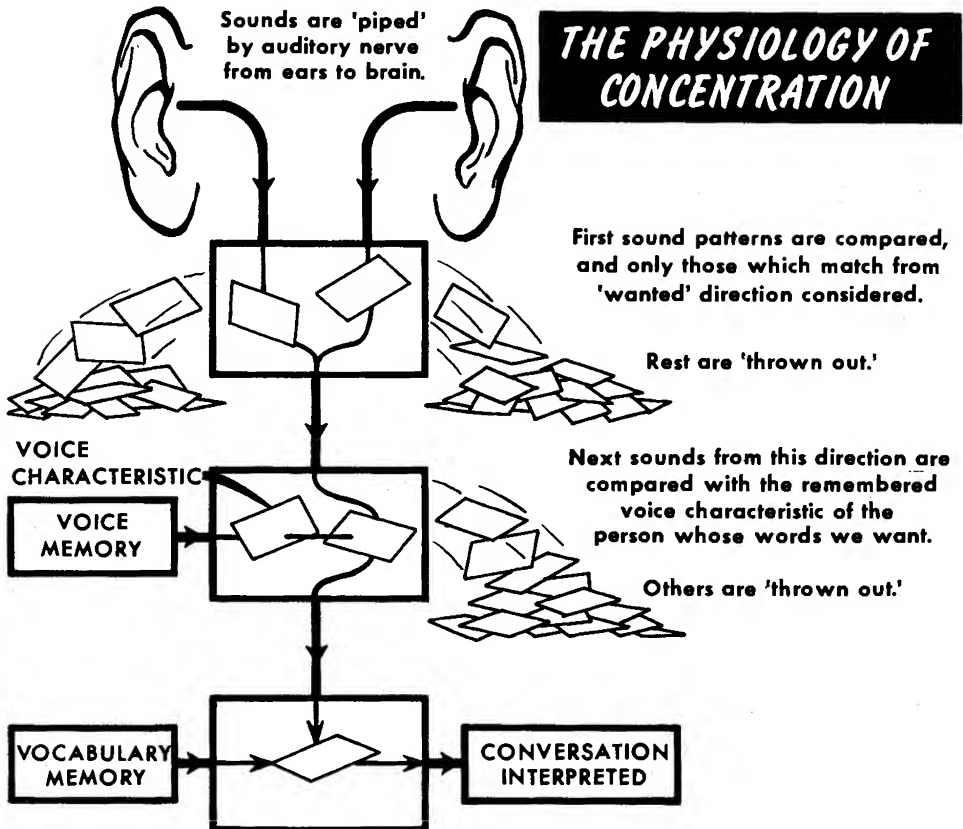 Sounds are 'piped'
by auditory nerve
from ears to brain.
THE PHYSIOLOGY OF
CONCENTRATION
First sound patterns are compared,
and only those which match from
'wanted' direction considered.
Rest are 'thrown out.'
VOICE
CHARACTERISTIC
VOICE
MEMORY
Next sounds from this direction are
compared with the remembered
voice characteristic of the
person whose words we want.
Others are 'thrown out.'
VOCABULARY
MEMORY
CONVERSATION
INTERPRETED